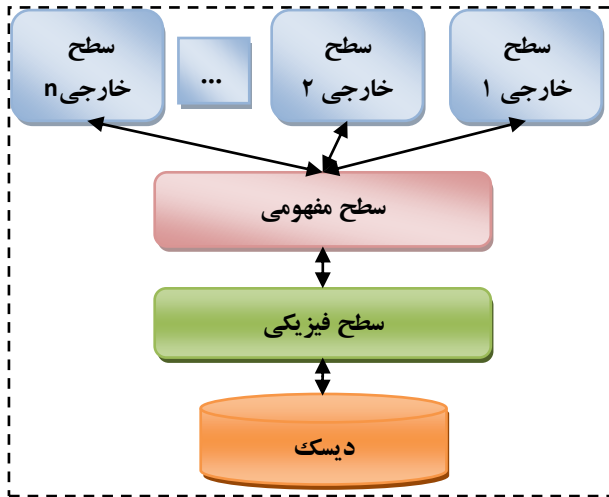 سطح
خارجی ۱
سطح
خارجی ۲
...
سطح
خارجیn
سطح مفهومی
سطح فیزیکی
دیسک